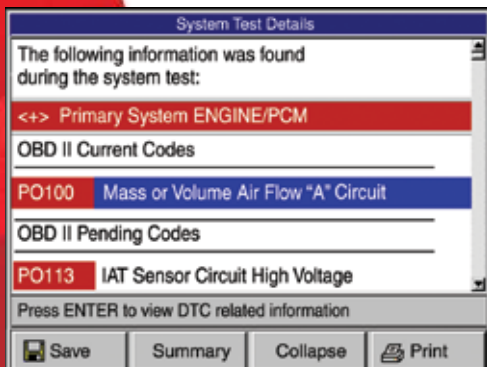 System Test Details
The following information was found
during the system test:
<+> Primary System ENGINE/PCM
OBD II Current Codes
PO100 Mass or Volume Air Flow “A” Circuit
OBD II Pending Codes
PO113 IAT Sensor Circuit High Voltage
Press ENTER to view DTC related information
Save Summary Collapse Print